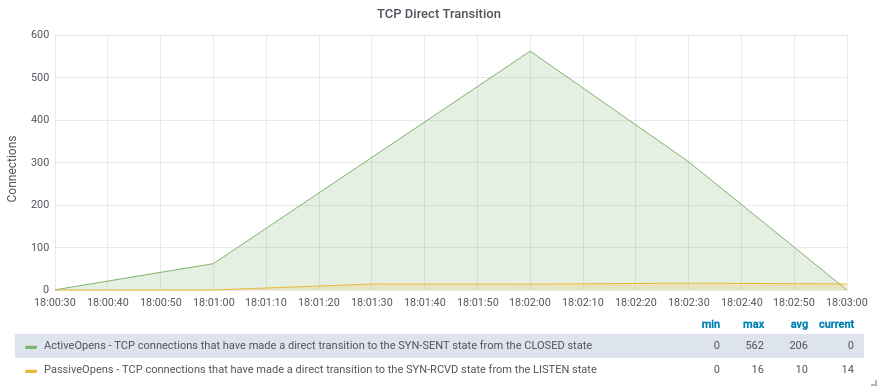 TCP Direct Transition
600
500
400
300
200
100
0
Connections
18:00:30 18:00:40 18:00:50 18:01:00 18:01:10 18:01:20 18:01:30 18:01:40 18:01:50 18:02:00 18:02:10 18:02:20 18:02:30 18:02:40 18:02:50 18:03:00
min max avg current
ActiveOpens - TCP connections that have made a direct transition to the SYN-SENT state from the CLOSED state 0 562 206 0
PassiveOpens - TCP connections that have made a direct transition to the SYN-RCVD state from the LISTEN state 0 16 10 14